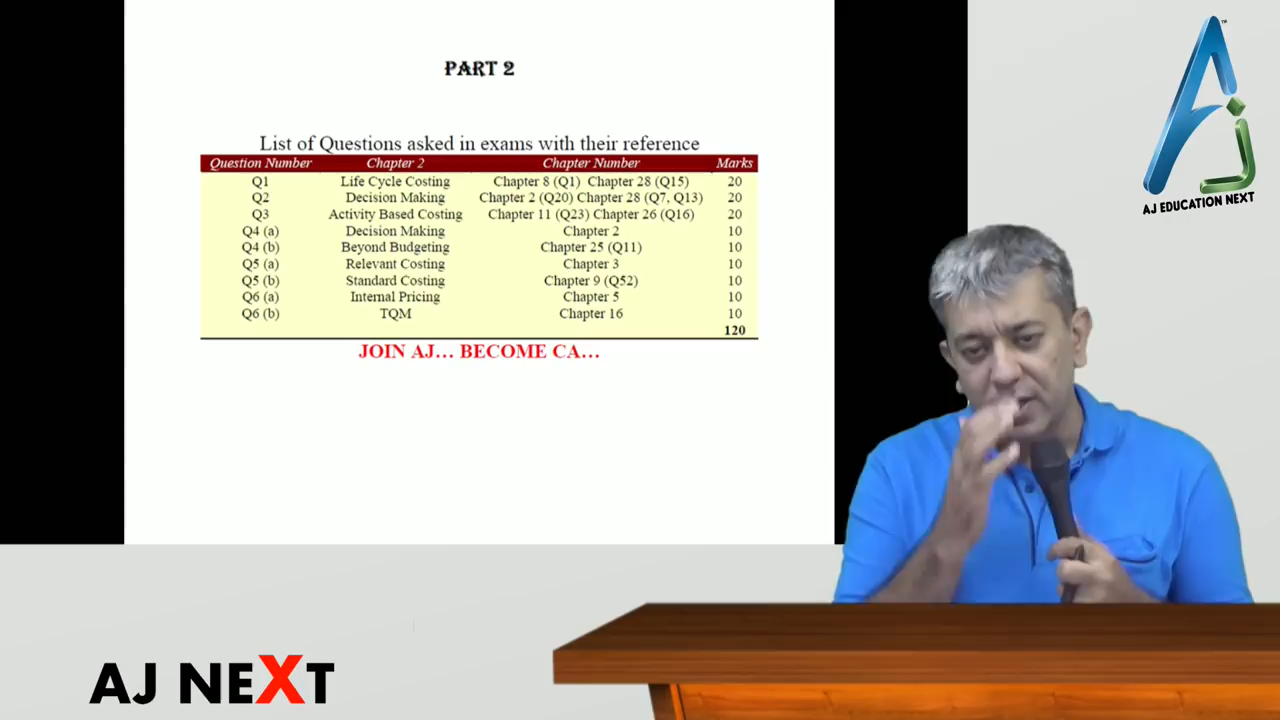 PART 2
List of Questions asked in exams with their reference
Question Number Chapter 2 Chapter Number Marks
Q1 Life Cycle Costing Chapter 8 (Q1) Chapter 28 (Q15) 20
Q2 Decision Making Chapter 2 (Q20) Chapter 28 (Q7, Q13) 20
Q3 Activity Based Costing Chapter 11 (Q23) Chapter 26 (Q16) 20
Q4 (a) Decision Making Chapter 2 10
Q4 (b) Beyond Budgeting Chapter 25 (Q11) 10
Q5 (a) Relevant Costing Chapter 3 10
Q5 (b) Standard Costing Chapter 9 (Q52) 10
Q6 (a) Internal Pricing Chapter 5 10
Q6 (b) TQM Chapter 16 10
120
JOIN AJ... BECOME CA...
AJ
TM
AJ EDUCATION NEXT
AJ NEXT